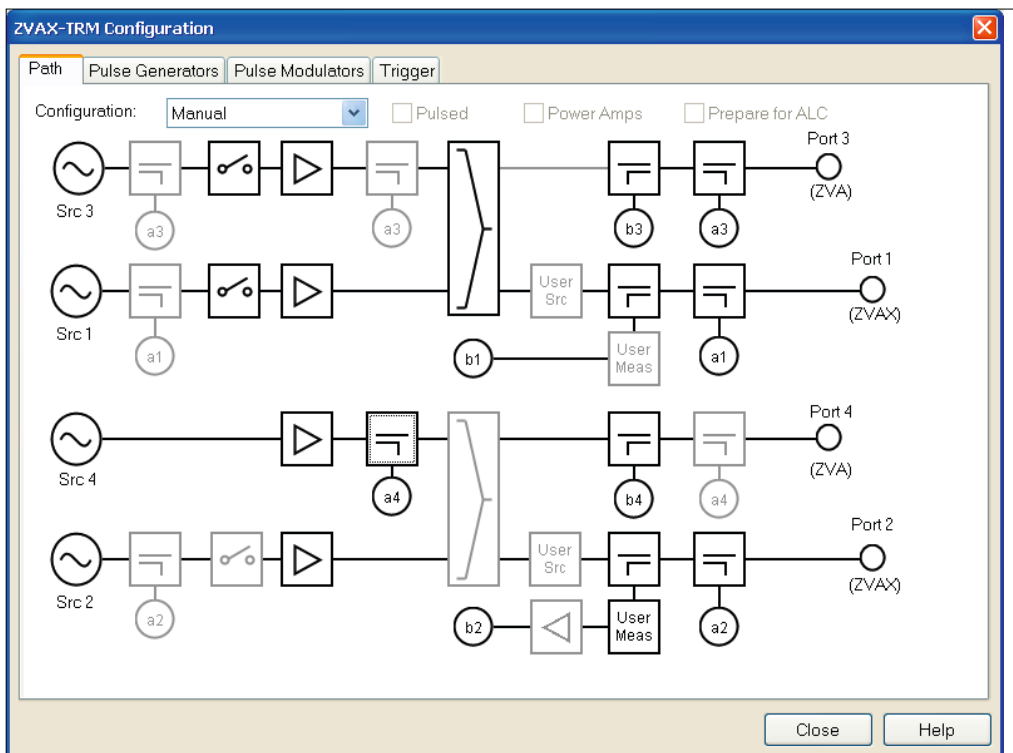 ZVAX-TRM Configuration
Path Pulse Generators Pulse Modulators Trigger
Configuration: Manual Pulsed Power Amps Prepare for ALC
Port 3
Src 3
(ZVA)
a3 a3 b3 a3
Port 1
User
Src
Src 1
(ZVAX)
a1 b1 User
Meas a1
Port 4
Src 4
(ZVA)
a4 b4 a4
Port 2
User
Src
Src 2
(ZVAX)
a2 b2 User
Meas a2
Close Help